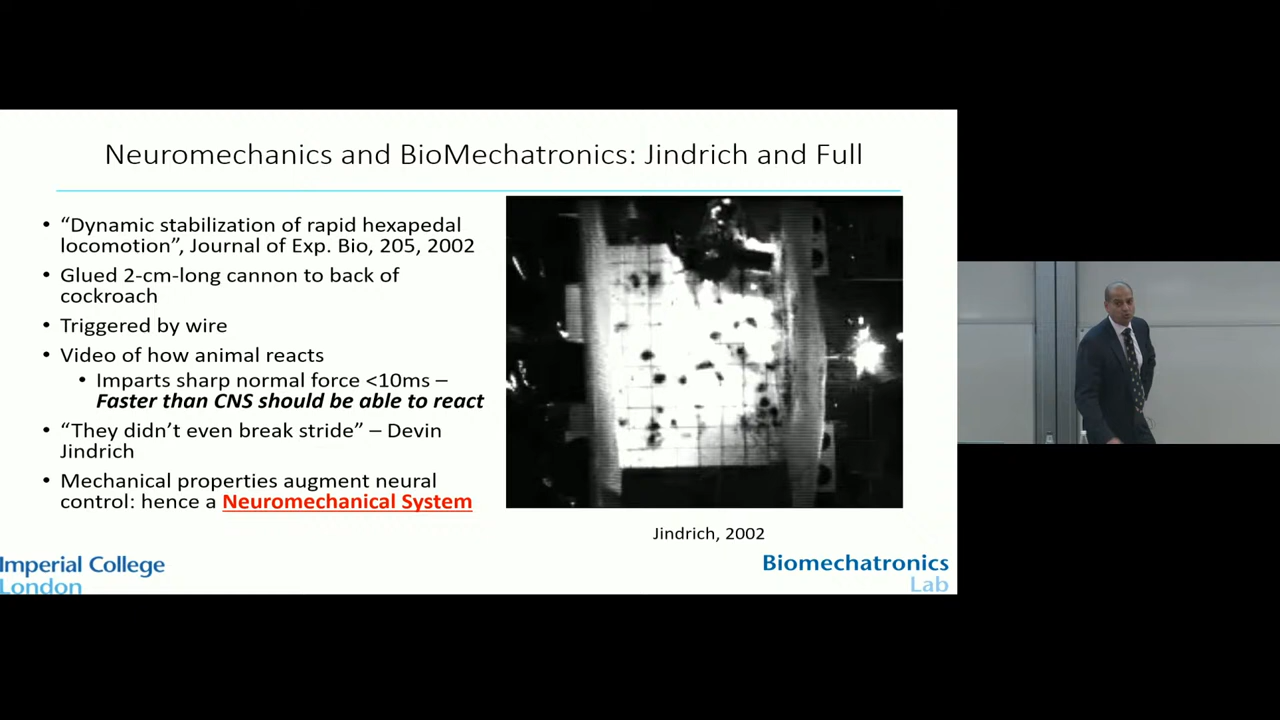 Neuromechanics and BioMechatronics: Jindrich and Full
• “Dynamic stabilization of rapid hexapedal
locomotion”, Journal of Exp. Bio, 205, 2002
• Glued 2-cm-long cannon to back of
cockroach
• Triggered by wire
• Video of how animal reacts
• Imparts sharp normal force <10ms –
Faster than CNS should be able to react
• “They didn’t even break stride” – Devin
Jindrich
• Mechanical properties augment neural
control: hence a Neuromechanical System
Jindrich, 2002
Imperial College
London
Biomechatronics
Lab